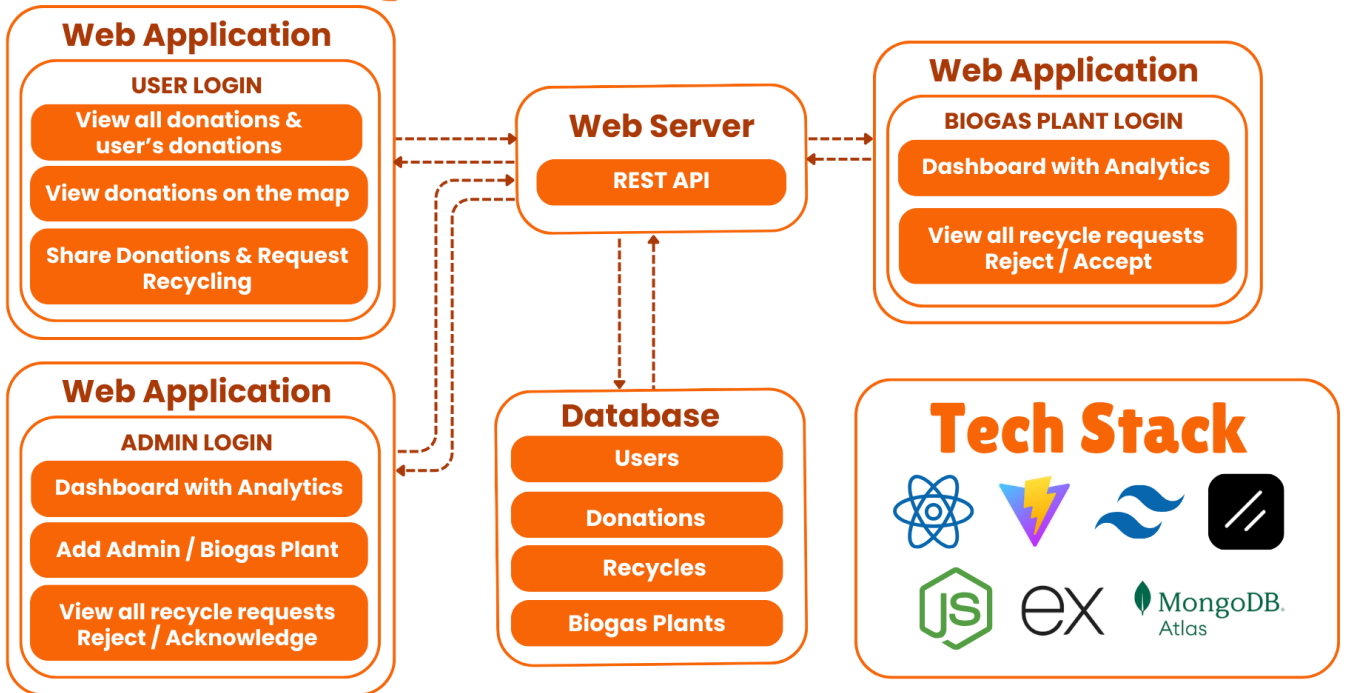 Web Application
USER LOGIN
View all donations &
user's donations
View donations on the map
Share Donations & Request
Recycling
Web Application
ADMIN LOGIN
Dashboard with Analytics
Add Admin / Biogas Plant
View all recycle requests
Reject / Acknowledge
Web Server
REST API
Database
Users
Donations
Recycles
Biogas Plants
Web Application
BIOGAS PLANT LOGIN
Dashboard with Analytics
View all recycle requests
Reject / Accept
Tech Stack
JS
ex
MongoDB.
Atlas